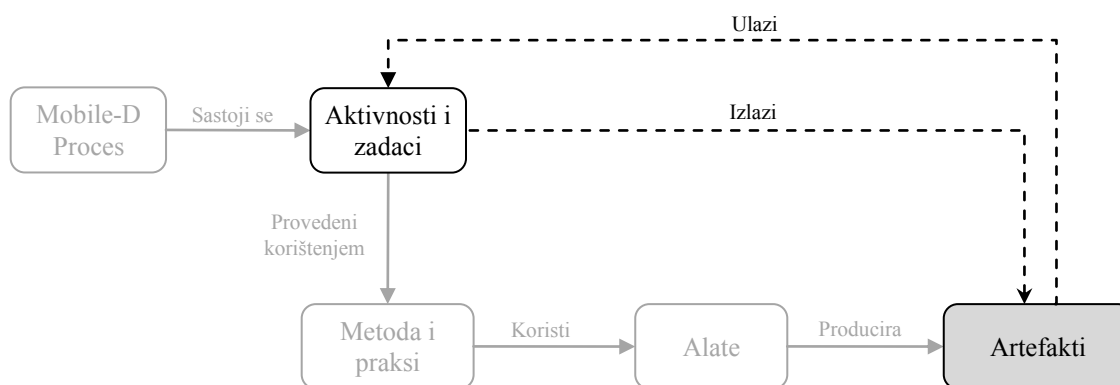 Ulazi
Mobile-D
Proces
Sastoji se
Aktivnosti i
zadaci
Izlazi
Provedeni
korištenjem
Metoda i
praksi
Koristi
Alate
Producira
Artefakti